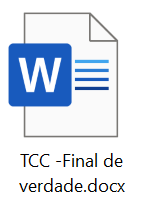 W
TCC -Final de
verdade.docx